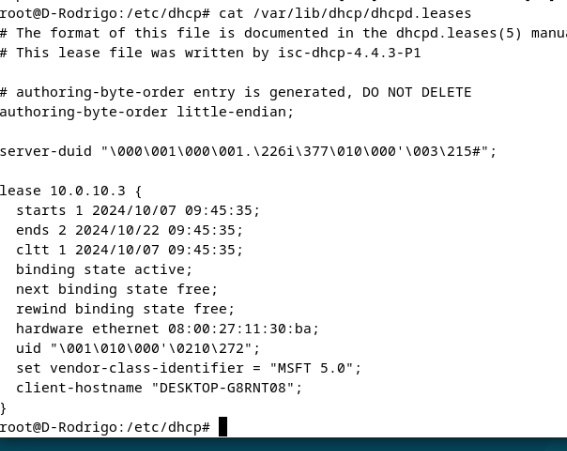 root@D-Rodrigo:/etc/dhcp# cat /var/lib/dhcp/dhcpd.leases
# The format of this file is documented in the dhcpd.leases(5) manua
# This lease file was written by isc-dhcp-4.4.3-P1
# authoring-byte-order entry is generated, DO NOT DELETE
authoring-byte-order little-endian;
server-duid "\000\001\000\001.\226i\377\010\000'\003\215#";
lease 10.0.10.3 {
starts 1 2024/10/07 09:45:35;
ends 2 2024/10/22 09:45:35;
cltt 1 2024/10/07 09:45:35;
binding state active;
next binding state free;
rewind binding state free;
hardware ethernet 08:00:27:11:30:ba;
uid "\001\010\000'\0210\272";
set vendor-class-identifier = "MSFT 5.0";
client-hostname "DESKTOP-G8RNT08";
}
root@D-Rodrigo:/etc/dhcp#